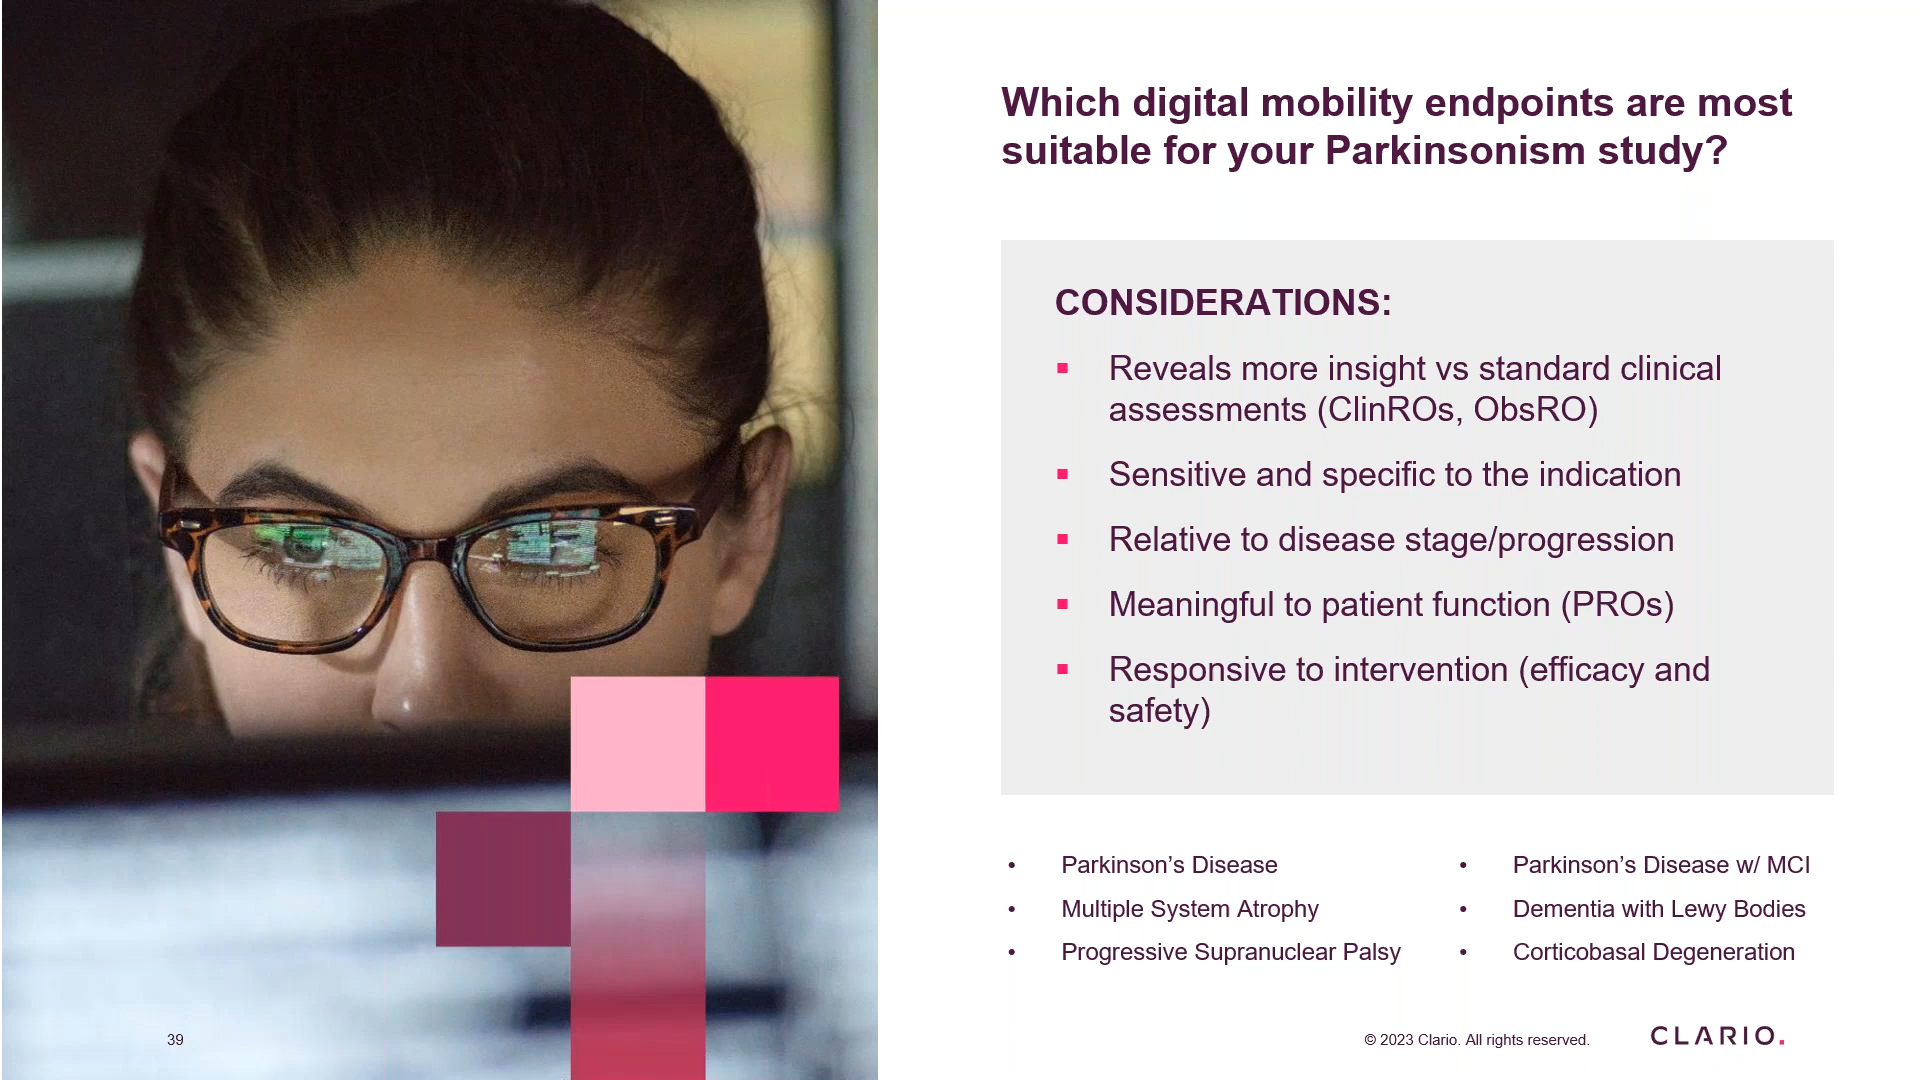 Which digital mobility endpoints are most
suitable for your Parkinsonism study?
CONSIDERATIONS:
▪ Reveals more insight vs standard clinical
assessments (ClinROs, ObsRO)
▪ Sensitive and specific to the indication
▪ Relative to disease stage/progression
▪ Meaningful to patient function (PROs)
▪ Responsive to intervention (efficacy and
safety)
• Parkinson’s Disease
• Multiple System Atrophy
• Progressive Supranuclear Palsy
• Parkinson’s Disease w/ MCI
• Dementia with Lewy Bodies
• Corticobasal Degeneration
39
© 2023 Clario. All rights reserved.
CLARIO.